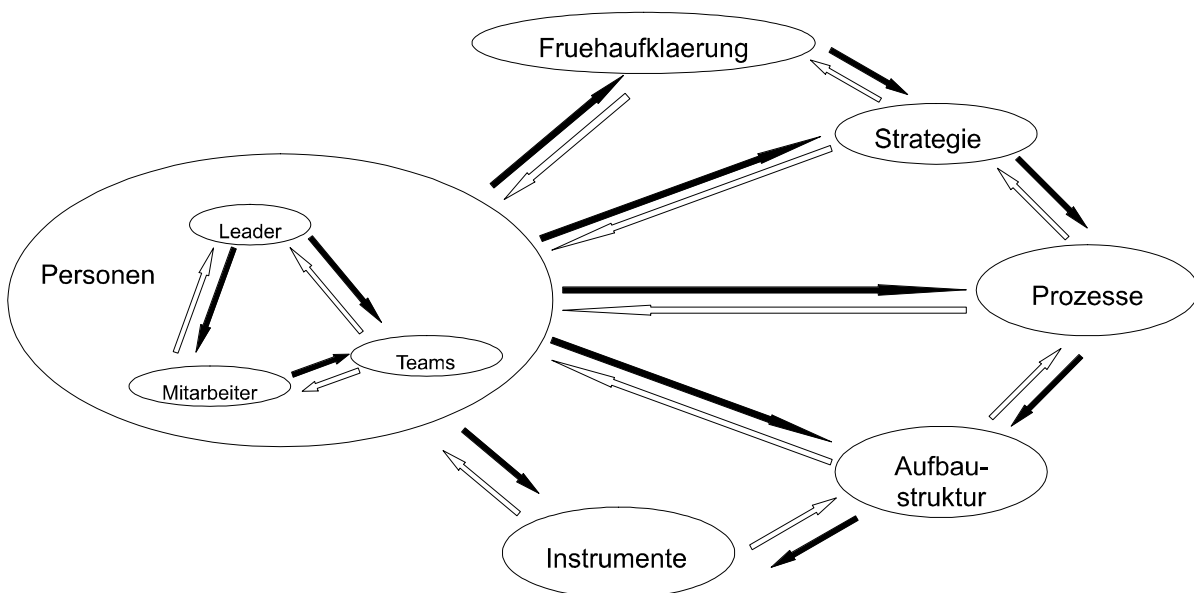 Fruehaufklaerung
Strategie
Leader
Personen
Prozesse
Teams
Mitarbeiter
Aufbau-
struktur
Instrumente